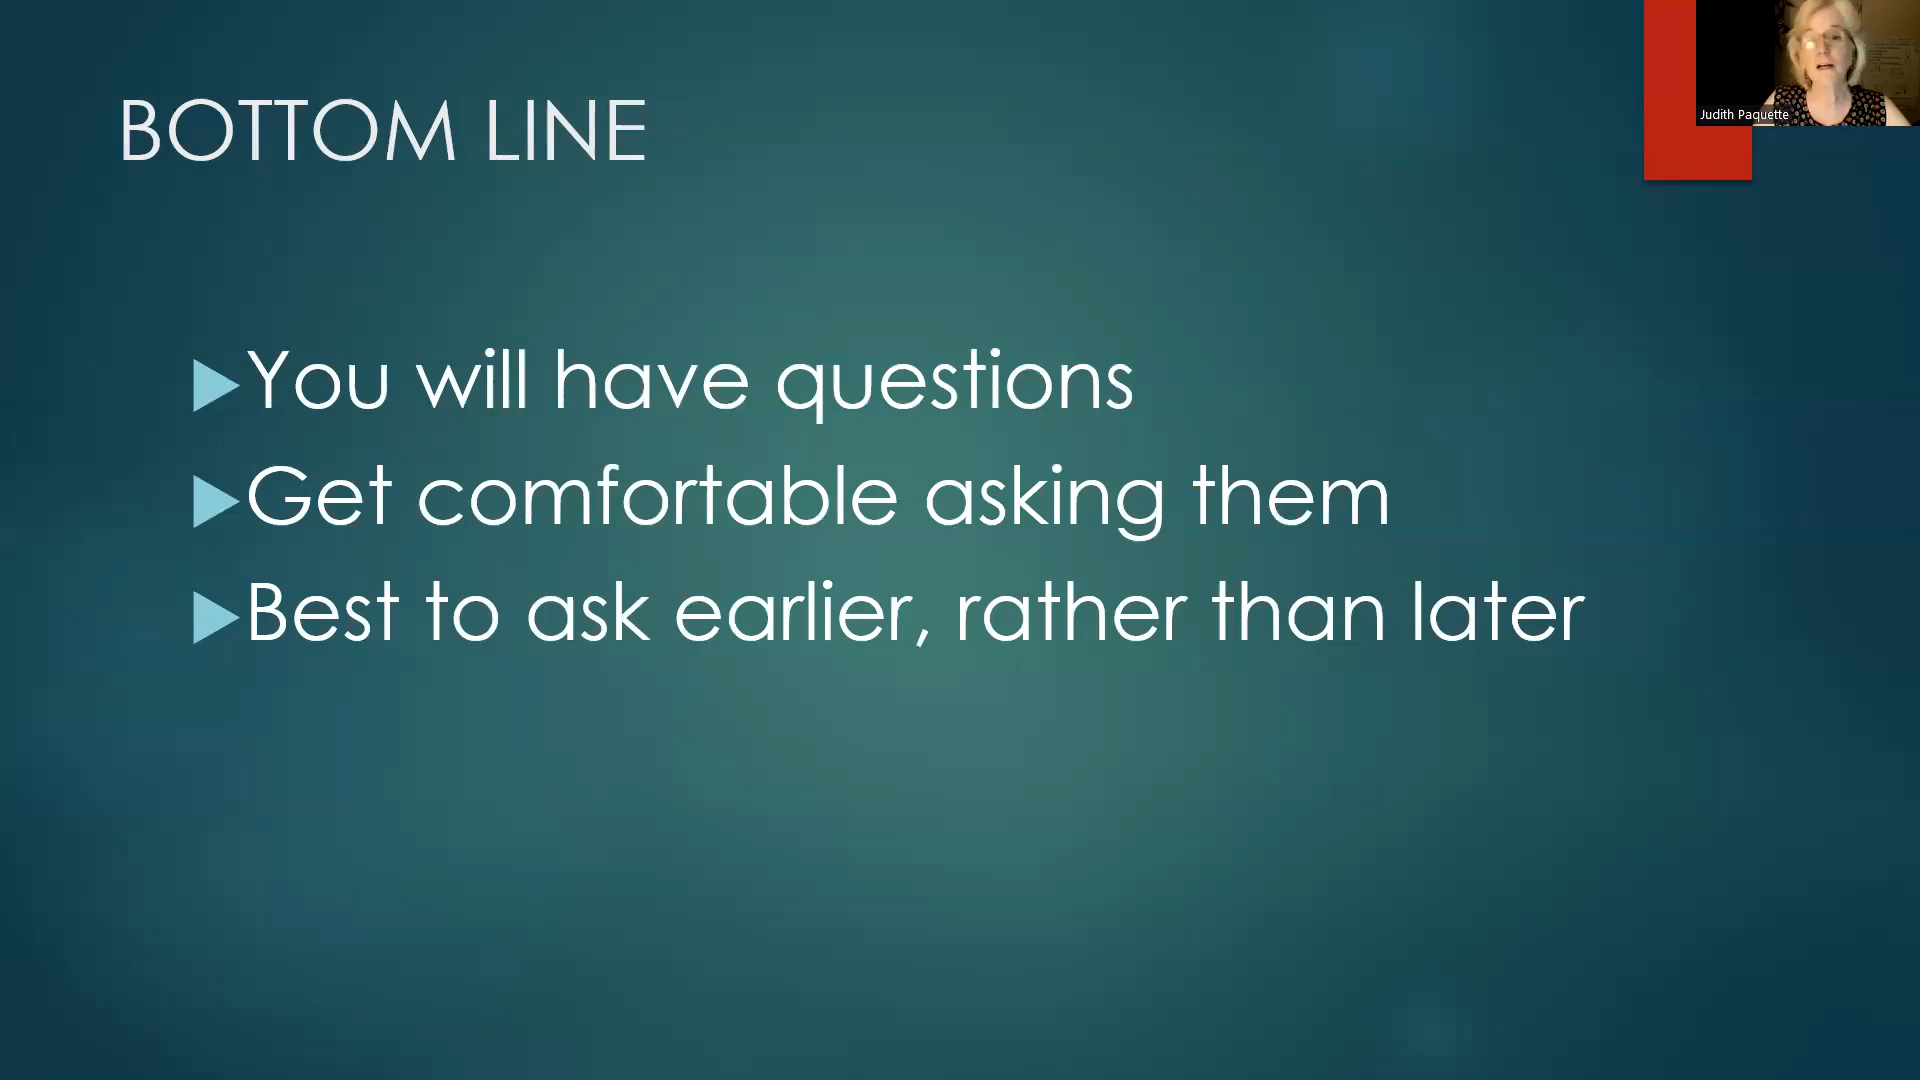 BOTTOM LINE
Judith Paquette
You will have questions
Get comfortable asking them
Best to ask earlier, rather than later